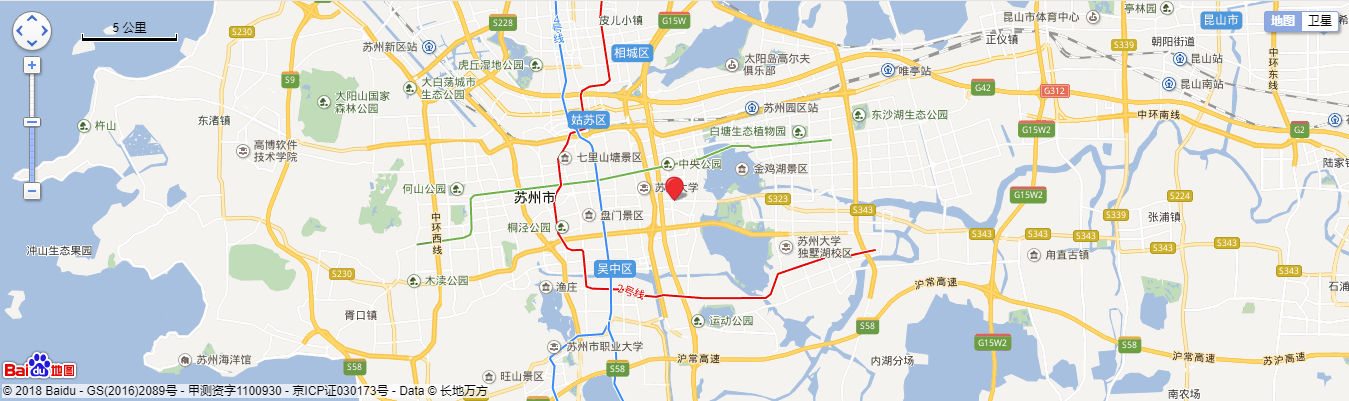 5 公里
S230
S228
4号线
皮儿小镇
G15W
昆山市体育中心
亭林园
昆山市
地图
卫星
苏州新区站
相城区
正仪镇
S339
朝阳街道
虎丘湿地公园
太阳岛高尔夫
俱乐部
唯亭站
昆山站
中环东线
S9
大白荡城市
生态公园
G42
G312
昆山南站
大阳山国家
森林公园
苏州园区站
东沙湖生态公园
中环南线
杵山
东渚镇
姑苏区
白塘生态植物园
G15W2
G2
高博软件
技术学院
七里山塘景区
中央公园
金鸡湖景区
陆家镇
何山公园
苏州市
大学
S323
G15W2
S224
中环西线
盘门景区
S343
S339
张浦镇
桐泾公园
苏州大学
独墅湖校区
S343
S343
S343
S343
冲山生态果园
吴中区
甪直古镇
S230
木渎公园
渔庄
2号线
沪常高速
S343
石浦
胥口镇
运动公园
S58
苏州市职业大学
G15W2
S58
苏州海洋馆
沪常高速
内湖分场
沪常高速
苏沪高速
S58
旺山景区
S58
南农场
Bai 地图
© 2018 Baidu - GS(2016)2089号 - 甲测资字1100930 - 京ICP证030173号 - Data © 长地万方